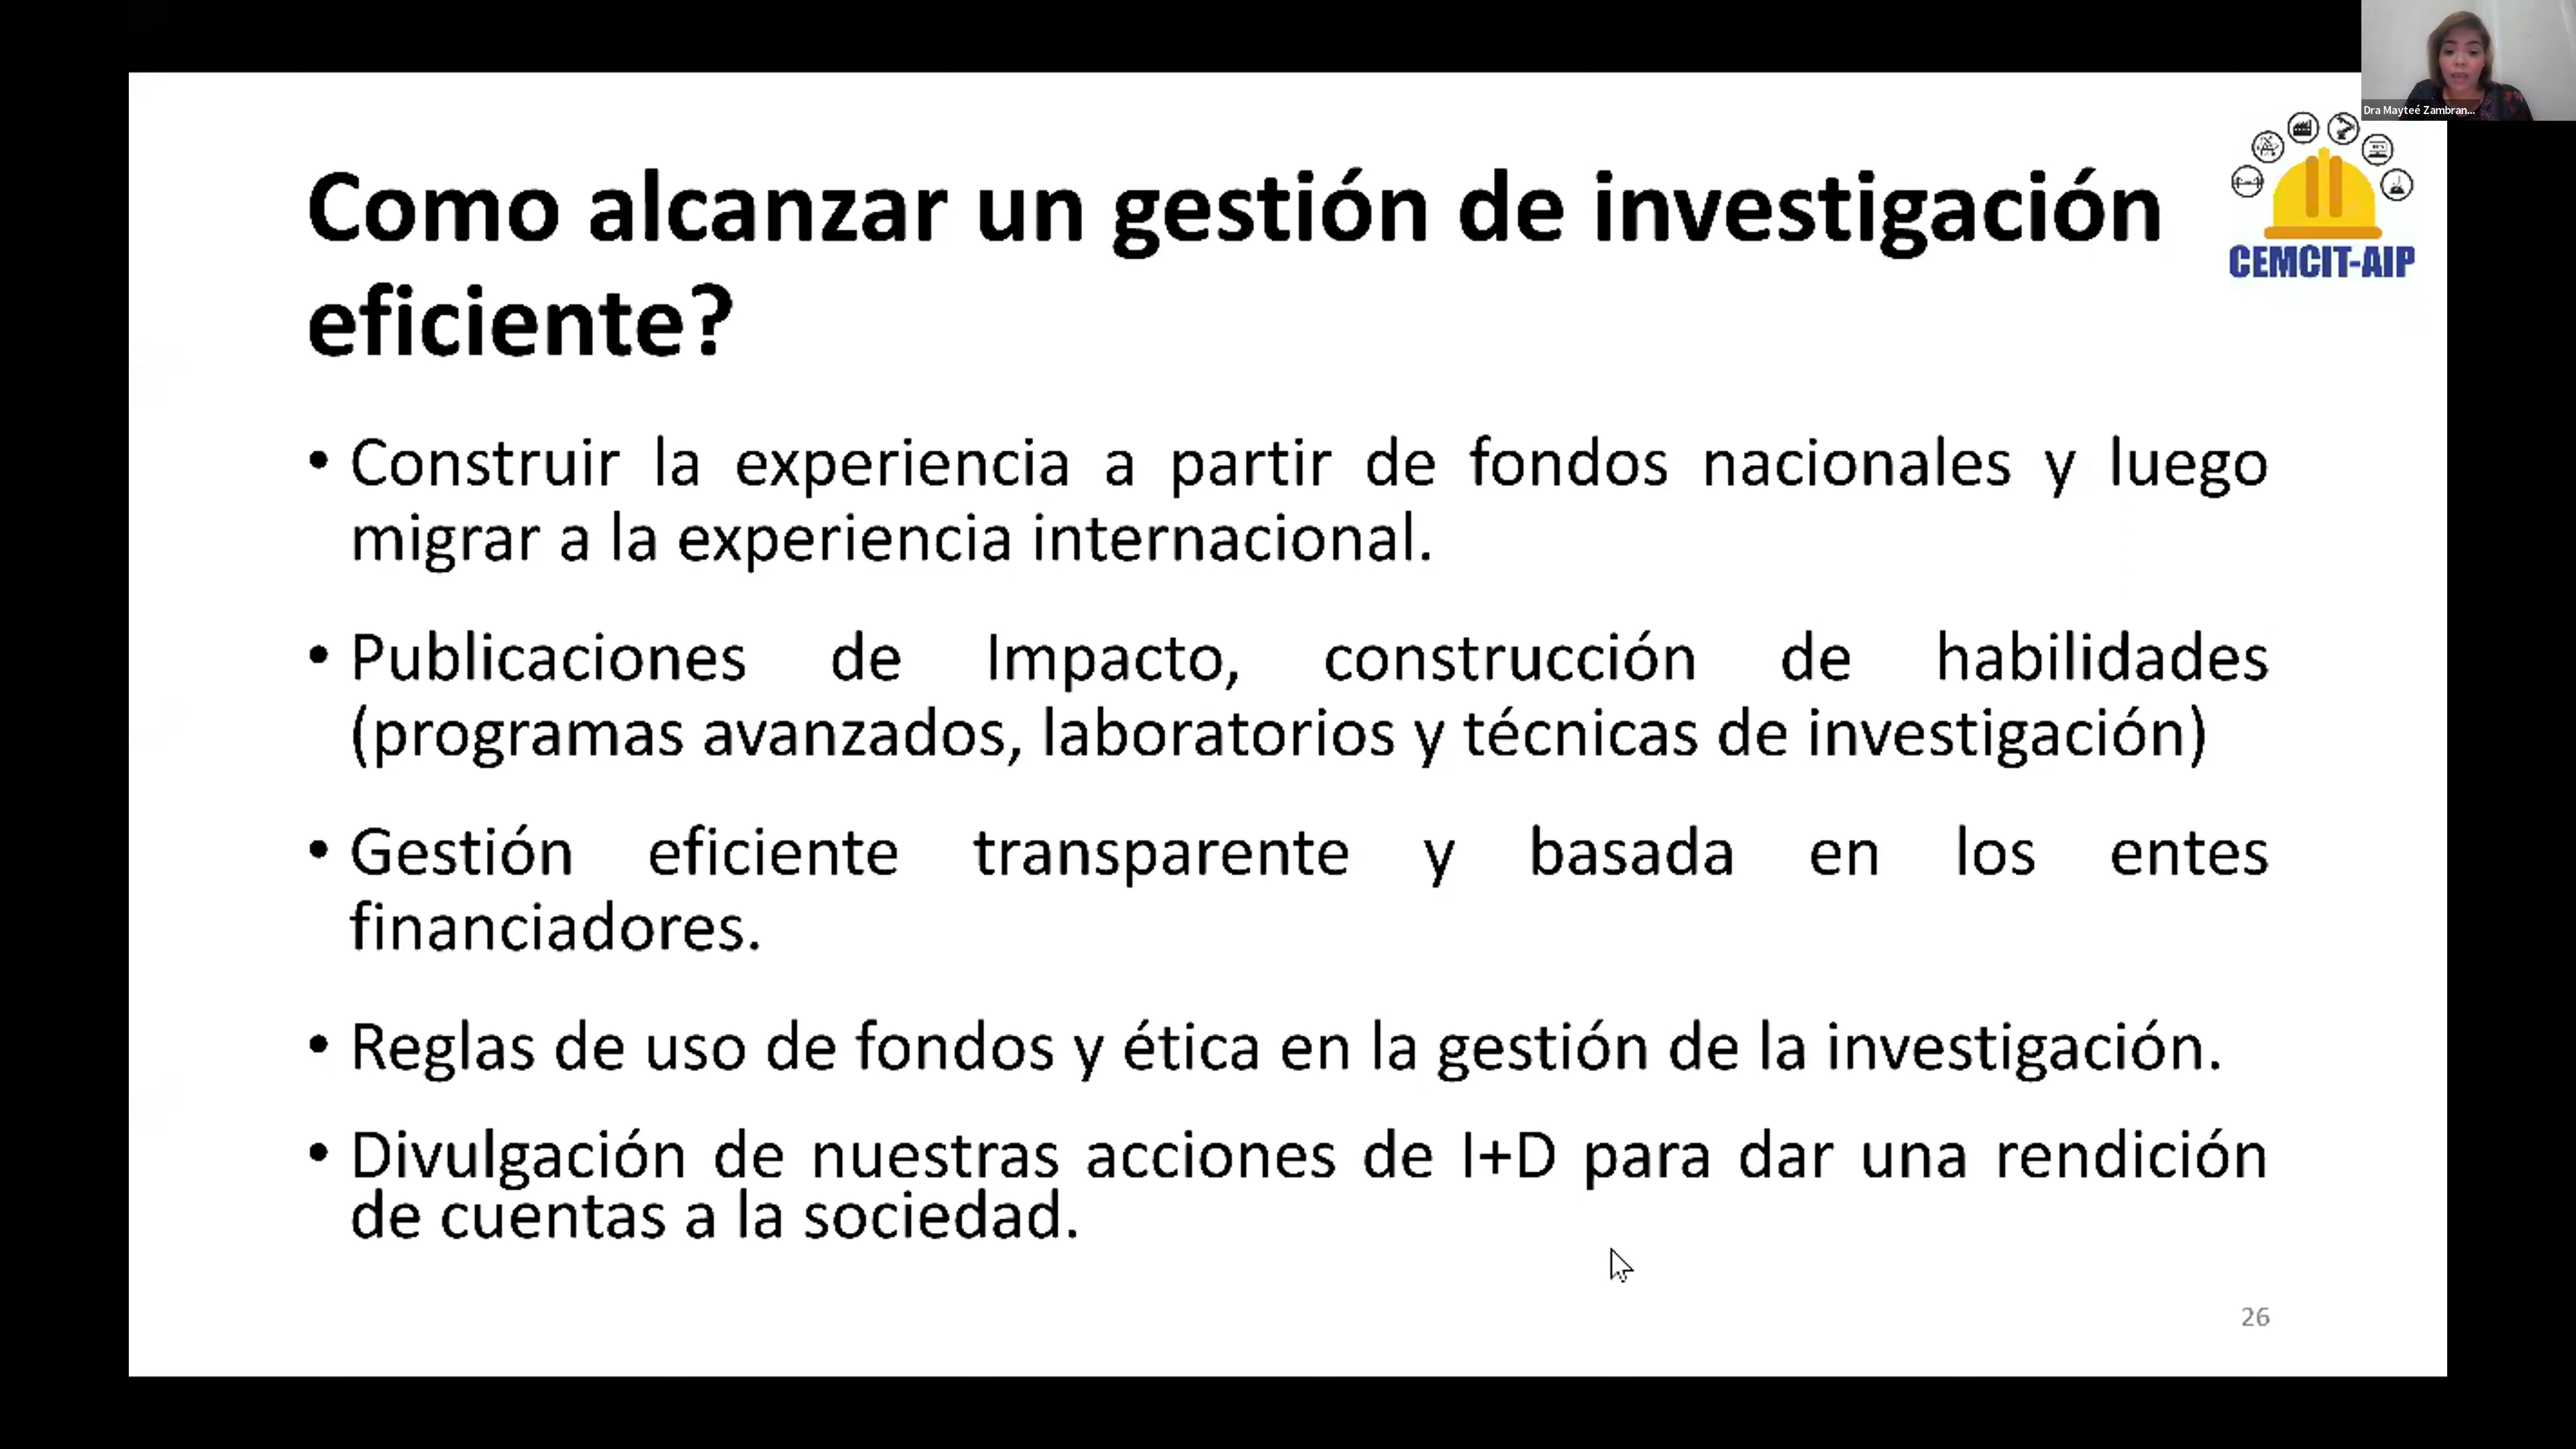 Dra Mayteé Zambran...
CEMCIT-AIP
Como alcanzar un gestión de investigación
eficiente?
• Construir la experiencia a partir de fondos nacionales y luego
migrar a la experiencia internacional.
• Publicaciones de Impacto, construcción de habilidades
(programas avanzados, laboratorios y técnicas de investigación)
• Gestión eficiente transparente y basada en los entes
financiadores.
• Reglas de uso de fondos y ética en la gestión de la investigación.
• Divulgación de nuestras acciones de I+D para dar una rendición
de cuentas a la sociedad.
26